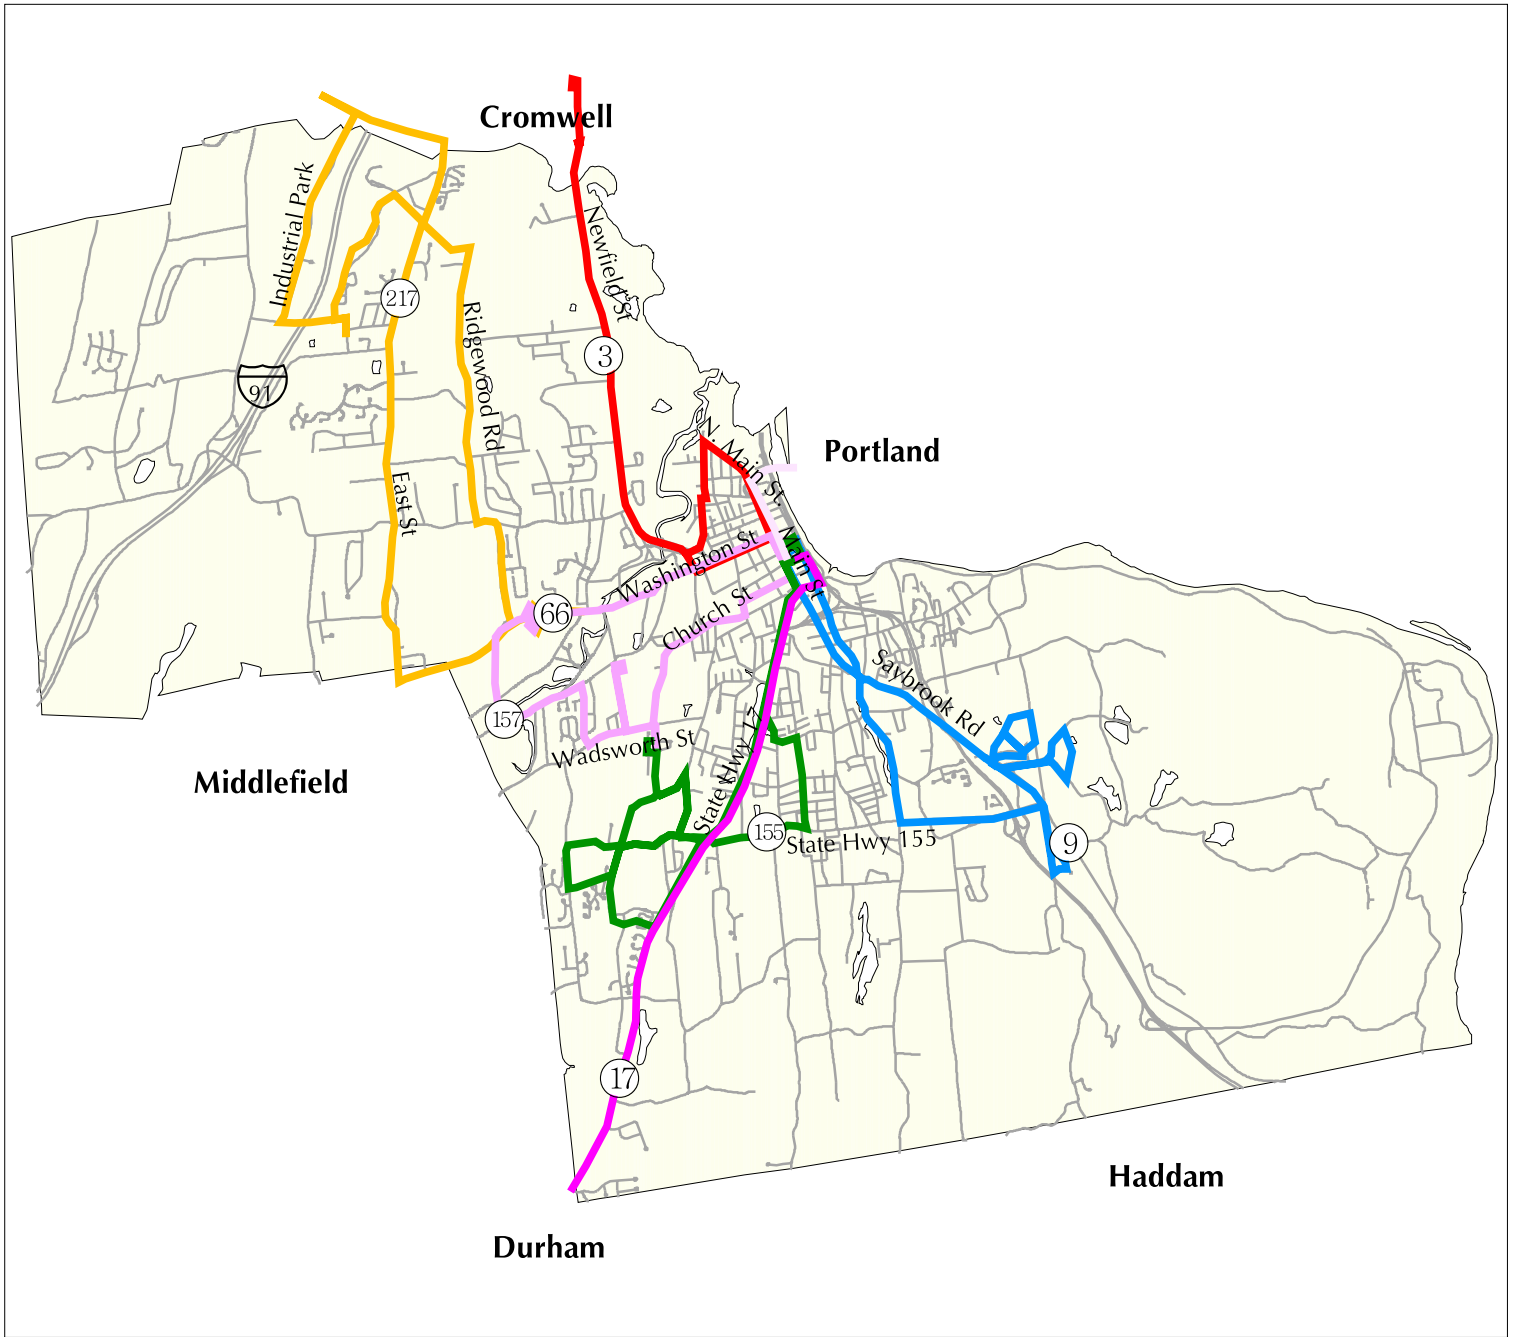 Cromwell
Industrial Park
Newfield St
217
Ridgewood Rd
3
91
N. Main St.
Portland
East St
Main St
Washington St
66
Church St
Saybrook Rd
157
Wadsworth St
State Hwy 17
Middlefield
155
State Hwy 155
9
17
Haddam
Durham